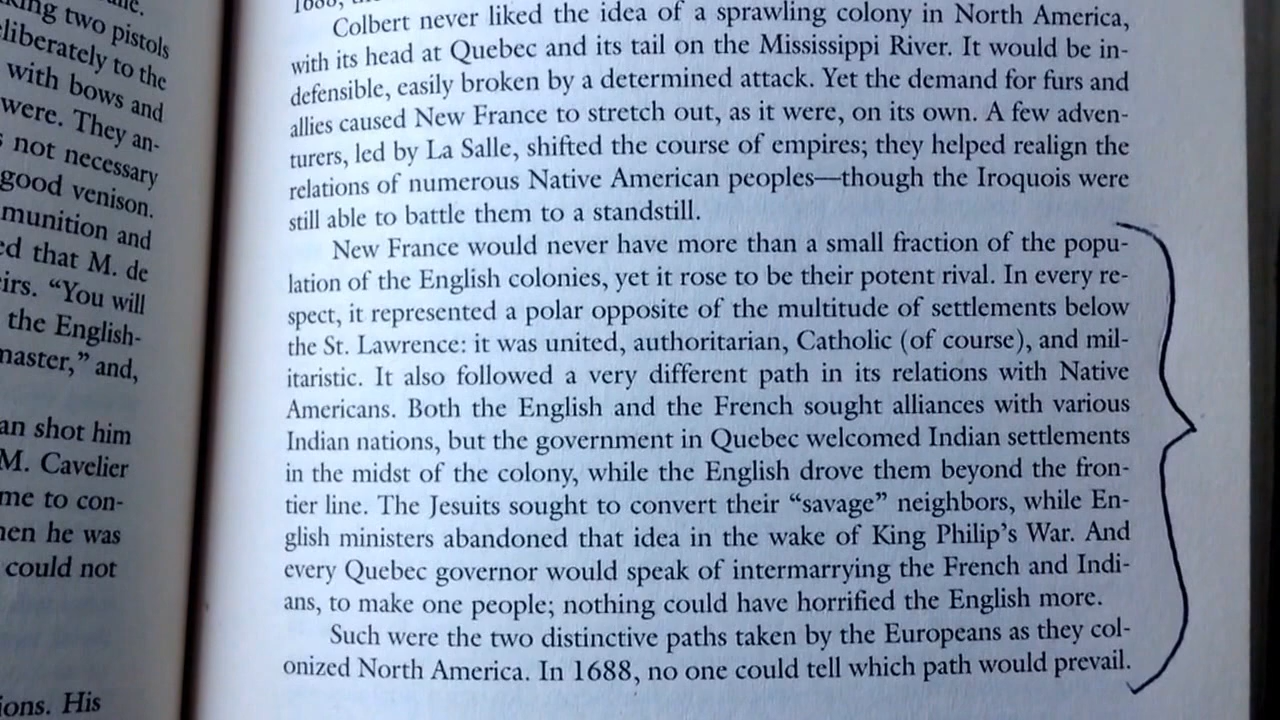 king two pistols
liberately to the
with bows and
were. They an-
not necessary
good venison.
munition and
ed that M. de
irs. “You will
the English-
master,” and,
an shot him
M. Cavelier
me to con-
hen he was
could not
ions. His
Colbert never liked the idea of a sprawling colony in North America,
with its head at Quebec and its tail on the Mississippi River. It would be in-
defensible, easily broken by a determined attack. Yet the demand for furs and
allies caused New France to stretch out, as it were, on its own. A few adven-
turers, led by La Salle, shifted the course of empires; they helped realign the
relations of numerous Native American peoples—though the Iroquois were
still able to battle them to a standstill.
New France would never have more than a small fraction of the popu-
lation of the English colonies, yet it rose to be their potent rival. In every re-
spect, it represented a polar opposite of the multitude of settlements below
the St. Lawrence: it was united, authoritarian, Catholic (of course), and mil-
itaristic. It also followed a very different path in its relations with Native
Americans. Both the English and the French sought alliances with various
Indian nations, but the government in Quebec welcomed Indian settlements
in the midst of the colony, while the English drove them beyond the fron-
tier line. The Jesuits sought to convert their “savage” neighbors, while En-
glish ministers abandoned that idea in the wake of King Philip’s War. And
every Quebec governor would speak of intermarrying the French and Indi-
ans, to make one people; nothing could have horrified the English more.
Such were the two distinctive paths taken by the Europeans as they col-
onized North America. In 1688, no one could tell which path would prevail.